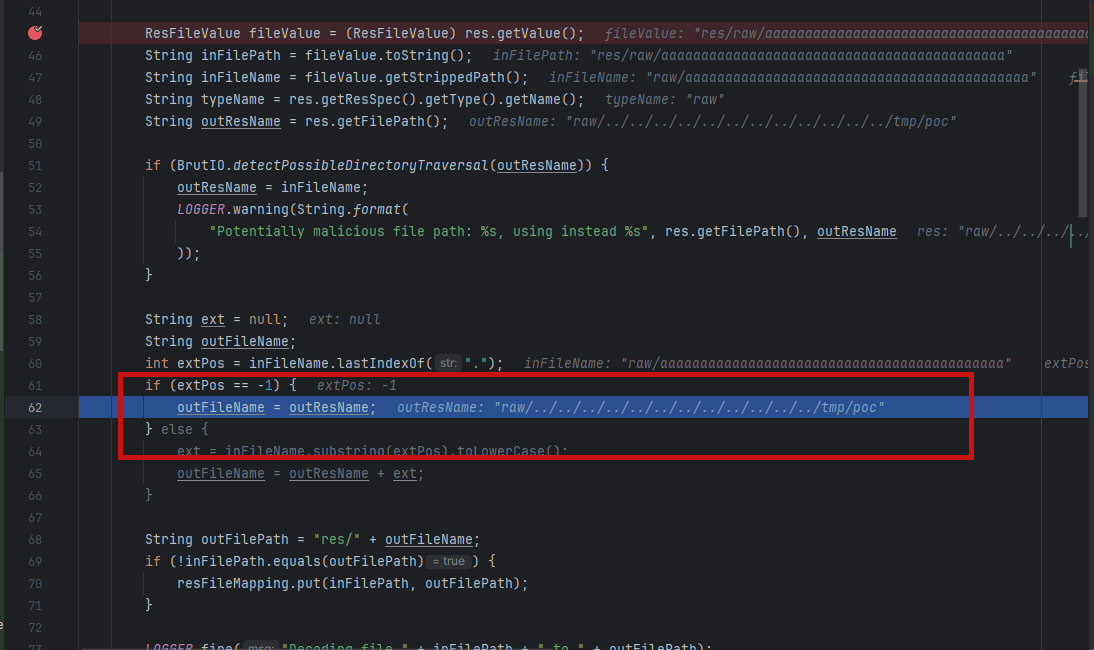 44
ResFileValue fileValue = (ResFileValue) res.getValue(); fileValue: "res/raw/aaaaaaaaaaaaaaaaaaaaaaaaaaaaaaaaaaaaaaaa
46 String inFilePath = fileValue.toString(); inFilePath: "res/raw/aaaaaaaaaaaaaaaaaaaaaaaaaaaaaaaaaaaaaaaaaaa"
47 String inFileName = fileValue.getStrippedPath(); inFileName: "raw/aaaaaaaaaaaaaaaaaaaaaaaaaaaaaaaaaaaaaaaaaaa" fil
48 String typeName = res.getResSpec().getType().getName(); typeName: "raw"
49 String outResName = res.getFilePath(); outResName: "raw/../../../../../../../../../../../../../tmp/poc"
50
51 if (BrutIO.detectPossibleDirectoryTraversal(outResName)) {
52 outResName = inFileName;
53 LOGGER.warning(String.format(
54 "Potentially malicious file path: %s, using instead %s", res.getFilePath(), outResName res: "raw/../../../../
55 ));
56 }
57
58 String ext = null; ext: null
59 String outFileName;
60 int extPos = inFileName.lastIndexOf( str: "."); inFileName: "raw/aaaaaaaaaaaaaaaaaaaaaaaaaaaaaaaaaaaaaaaaaaa" extPos
61 if (extPos == -1) { extPos: -1
62 outFileName = outResName; outResName: "raw/../../../../../../../../../../../../../tmp/poc"
63 } else {
64 ext = inFileName.substring(extPos).toLowerCase();
65 outFileName = outResName + ext;
66 }
67
68 String outFilePath = "res/" + outFileName;
69 if (!inFilePath.equals(outFilePath) = true ) {
70 resFileMapping.put(inFilePath, outFilePath);
71 }
72
73 LOGGER.fine( msg: "Decoding file " + inFilePath + " to " + outFilePath);